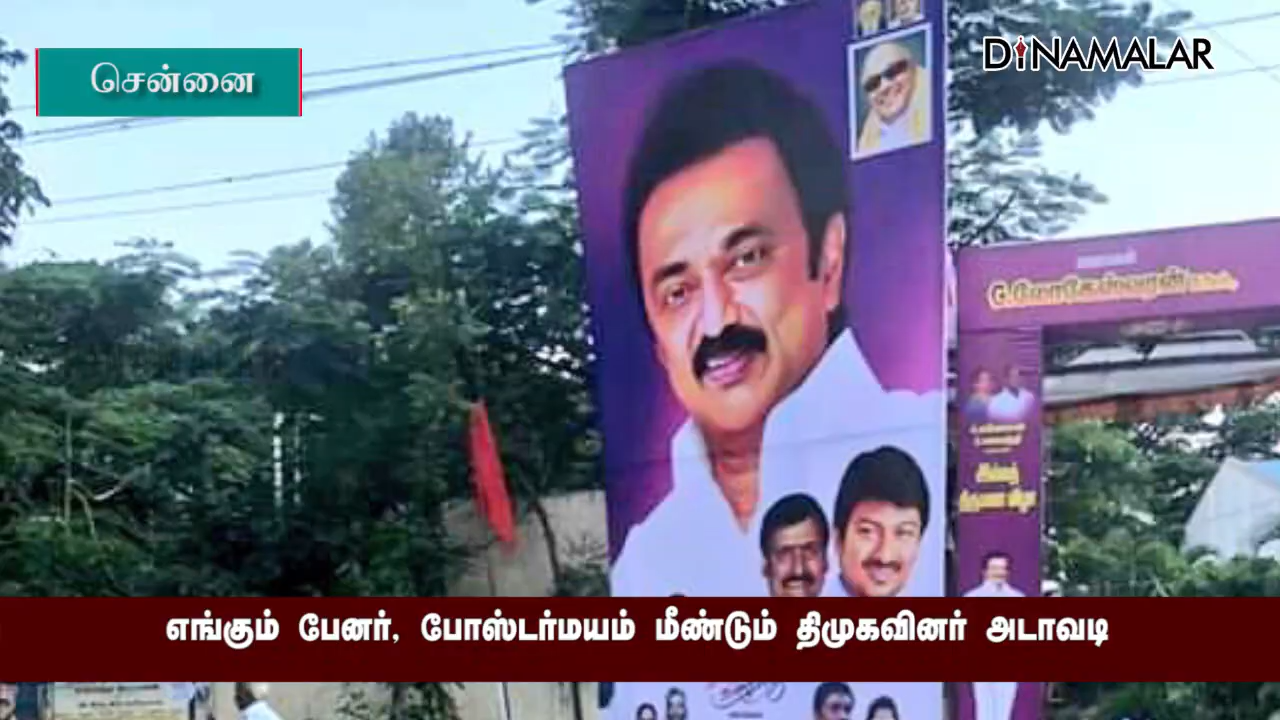 சென்னை
DINAMALAR
எங்கும் பேனர், போஸ்டர்மயம் மீண்டும் திமுகவினர் அடாவடி